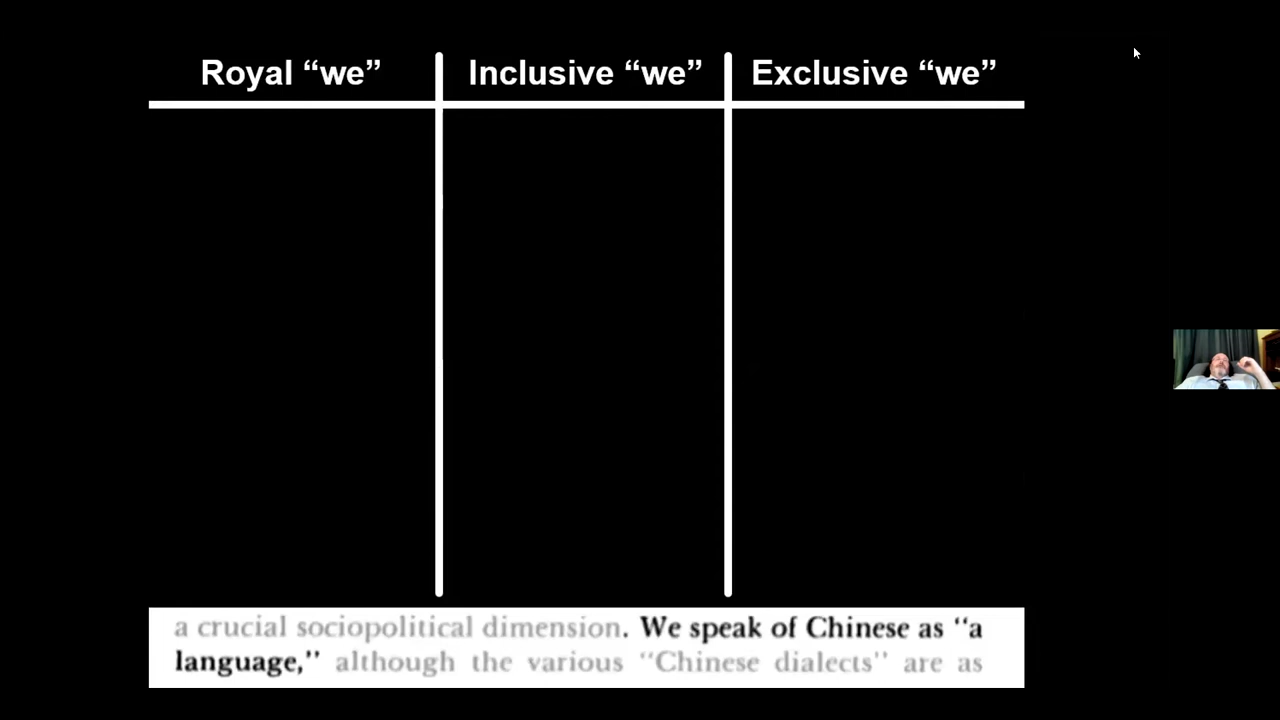 Royal “we” Inclusive “we” Exclusive “we”
a crucial sociopolitical dimension. We speak of Chinese as “a
language,” although the various “Chinese dialects” are as